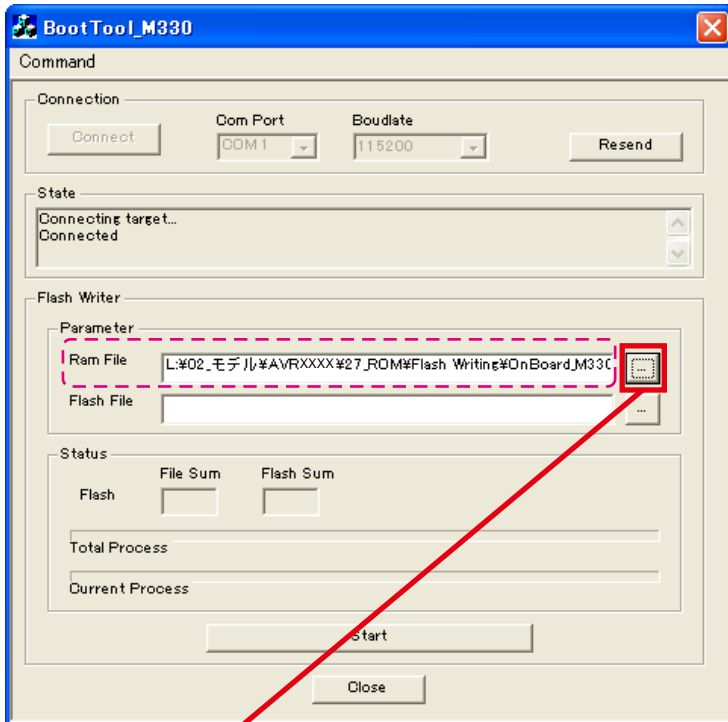 BootTool_M330
Command
Connection
Connect
Com Port
COM1
Boudlate
115200
Resend
State
Connecting target...
Connected
Flash Writer
Parameter
Ram File
L:¥02_モデル¥AVRXXXX¥27_ROM¥Flash Writing¥OnBoard_M330
...
Flash File
...
Status
File Sum
Flash Sum
Flash
Total Process
Current Process
Start
Close